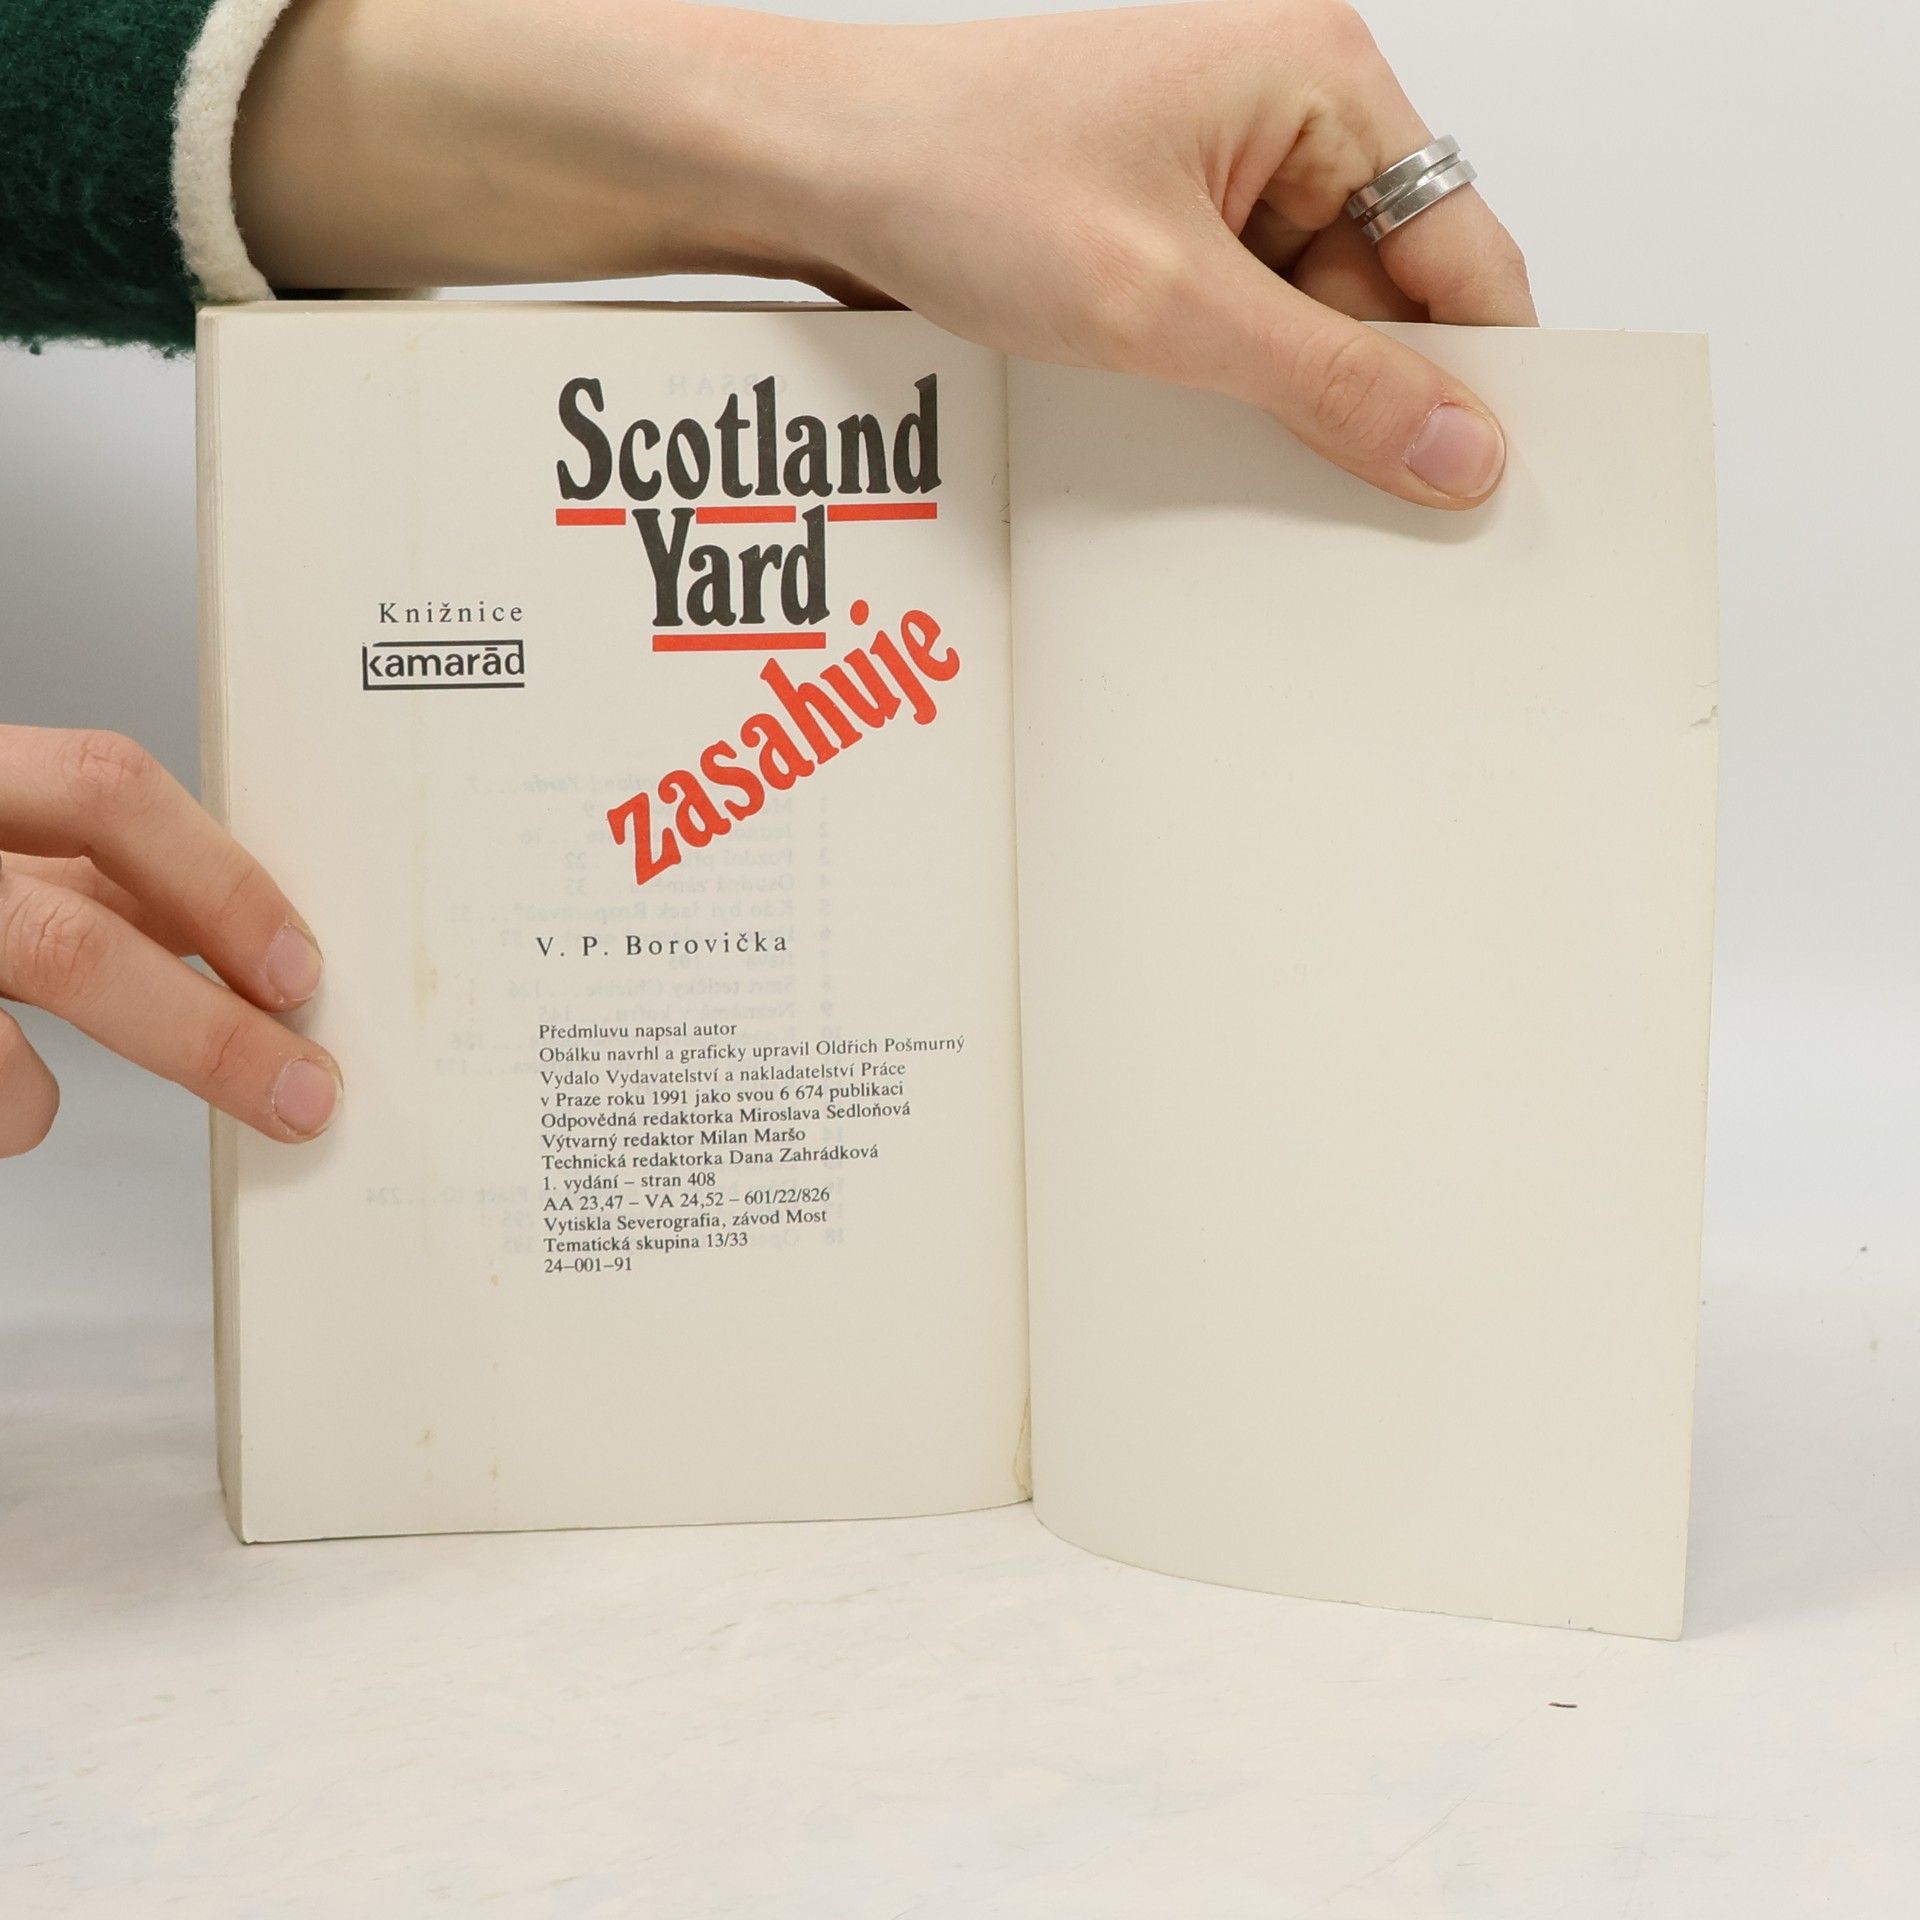 Scotland
Yard
zasahuje
Knižnice
kamarād
V. P. Borovička
Předmluvu napsal autor
Obálku navrhl a graficky upravil Oldřich Pošmurný
Vydalo Vydavatelství a nakladatelství Práce
v Praze roku 1991 jako svou 6 674 publikaci
Odpovědná redaktorka Miroslava Sedloňová
Výtvarný redaktor Milan Maršo
Technická redaktorka Dana Zahrádková
1. vydání – stran 408
AA 23,47 – VA 24,52 – 601/22/826
Vytiskla Severografia, závod Most
Tematická skupina 13/33
24–001–91